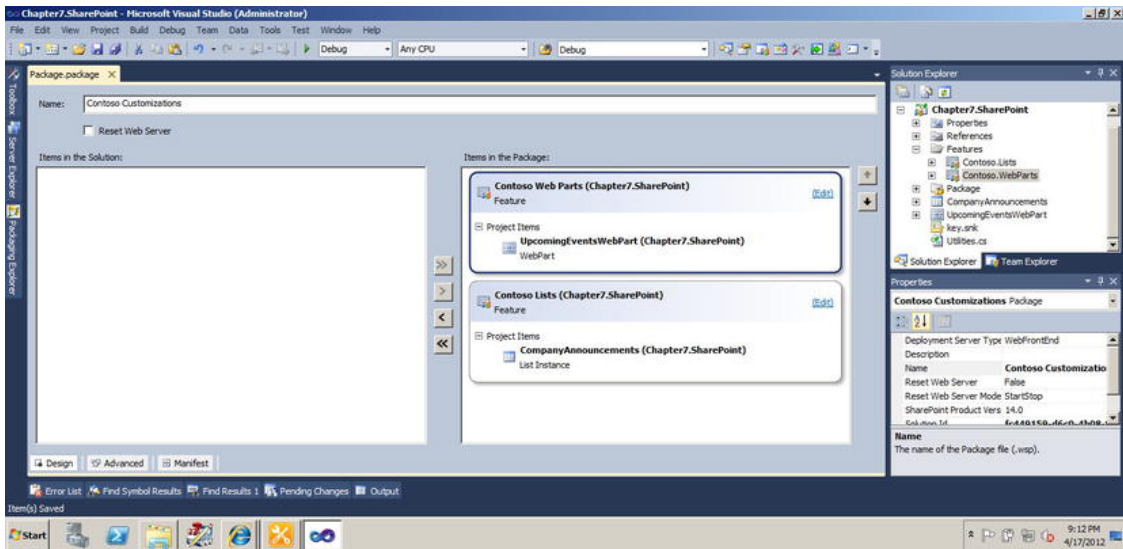 Chapter7.SharePoint - Microsoft Visual Studio (Administrator)
File Edit View Project Build Debug Team Data Tools Test Window Help
Debug Any CPU Debug
Package.package
Toolbox
Server Explorer
Packaging Explorer
Name: Contoso Customizations
Reset Web Server
Items in the Solution:
Items in the Package:
Contoso Web Parts (Chapter7.SharePoint)
Feature
(Edit)
Project Items
UpcomingEventsWebPart (Chapter7.SharePoint)
WebPart
Contoso Lists (Chapter7.SharePoint)
Feature
(Edit)
Project Items
CompanyAnnouncements (Chapter7.SharePoint)
List Instance
Design Advanced Manifest
Solution Explorer
Chapter7.SharePoint
Properties
References
Features
Contoso.Lists
Contoso.WebParts
Package
CompanyAnnouncements
UpcomingEventsWebPart
key.snk
Utilities.cs
Solution Explorer Team Explorer
Properties
Contoso Customizations Package
Deployment Server Type WebFrontEnd
Description
Name Contoso Customizatio
Reset Web Server False
Reset Web Server Mode StartStop
SharePoint Product Vers 14.0
Solution Id
Name
The name of the Package file (.wsp).
Error List Find Symbol Results Find Results 1 Pending Changes Output
Item(s) Saved
Start
9:12 PM
4/17/2012